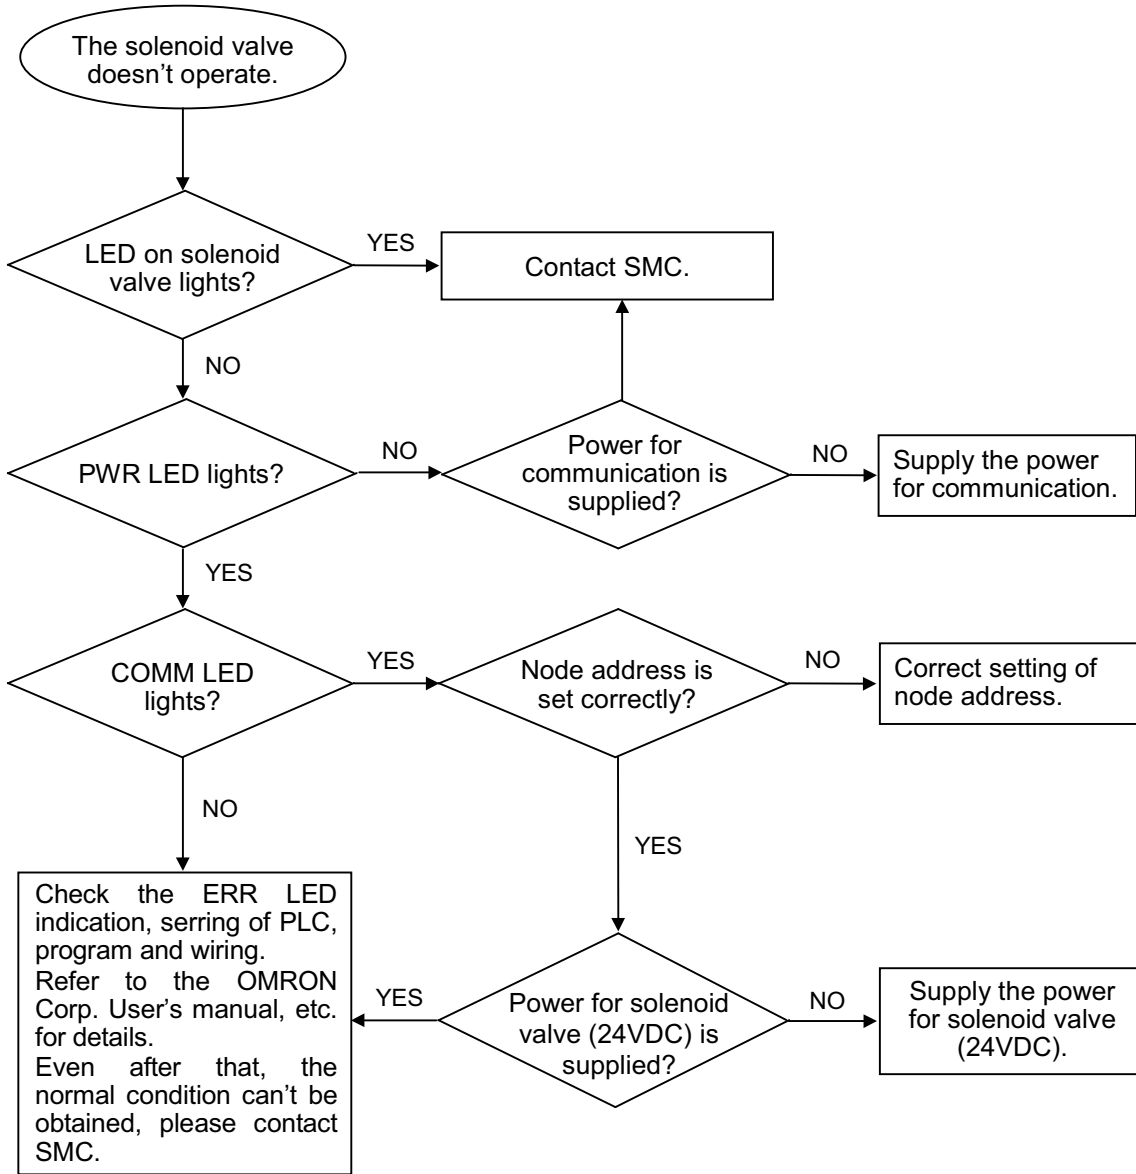 The solenoid valve
doesn’t operate.
LED on solenoid
valve lights?
YES
Contact SMC.
NO
PWR LED lights?
NO
Power for
communication is
supplied?
NO
Supply the power
for communication.
YES
COMM LED
lights?
YES
Node address is
set correctly?
NO
Correct setting of
node address.
NO
YES
Check the ERR LED
indication, serring of PLC,
program and wiring.
Refer to the OMRON
Corp. User’s manual, etc.
for details.
Even after that, the
normal condition can’t be
obtained, please contact
SMC.
YES
Power for solenoid
valve (24VDC) is
supplied?
NO
Supply the power
for solenoid valve
(24VDC).